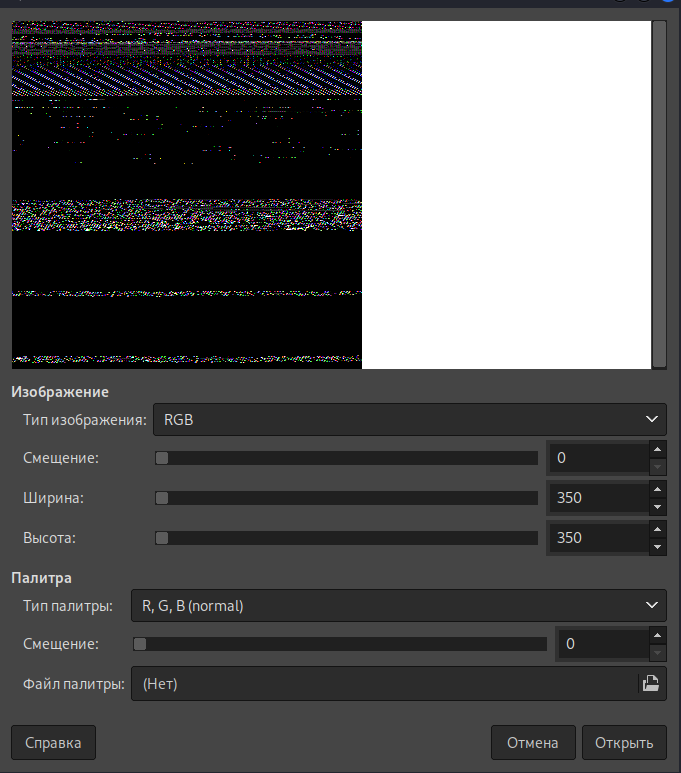 Изображение
Тип изображения: RGB
Смещение: 0
Ширина: 350
Высота: 350
Палитра
Тип палитры: R, G, B (normal)
Смещение: 0
Файл палитры: (Нет)
Справка Отмена Открыть